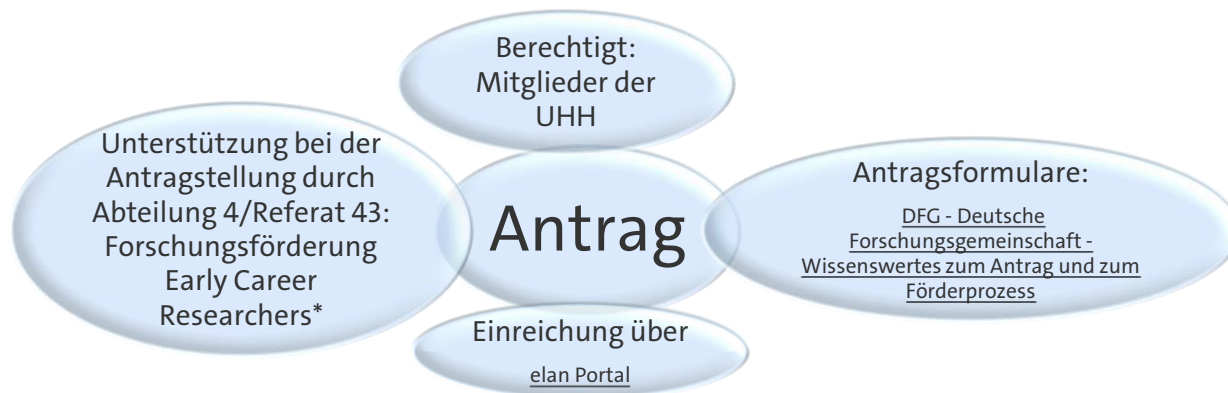 Berechtigt:
Mitglieder der
UHH
Unterstützung bei der
Antragstellung durch
Abteilung 4/Referat 43:
Forschungsförderung
Early Career
Researchers*
Antrag
Antragsformulare:
DFG - Deutsche
Forschungsgemeinschaft -
Wissenswertes zum Antrag und zum
Förderprozess
Einreichung über
elan Portal